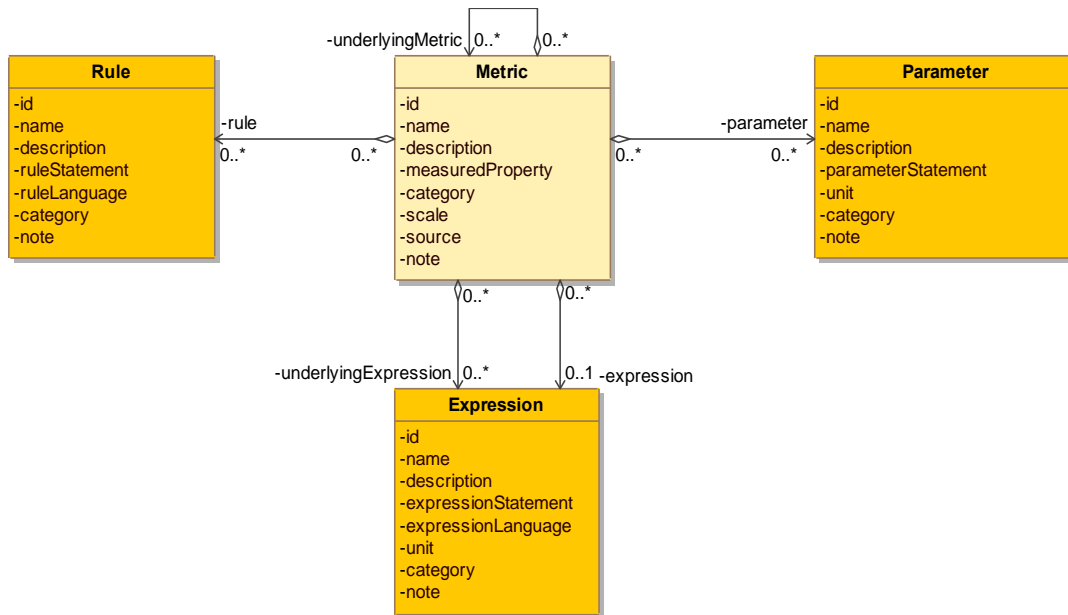 -underlyingMetric 0..* 0..*
Rule
-id
-name
-description
-ruleStatement
-ruleLanguage
-category
-note
-rule
0..* 0..*
Metric
-id
-name
-description
-measuredProperty
-category
-scale
-source
-note
-parameter
0..* 0..*
Parameter
-id
-name
-description
-parameterStatement
-unit
-category
-note
0..* 0..*
-underlyingExpression 0..* 0..1 -expression
Expression
-id
-name
-description
-expressionStatement
-expressionLanguage
-unit
-category
-note